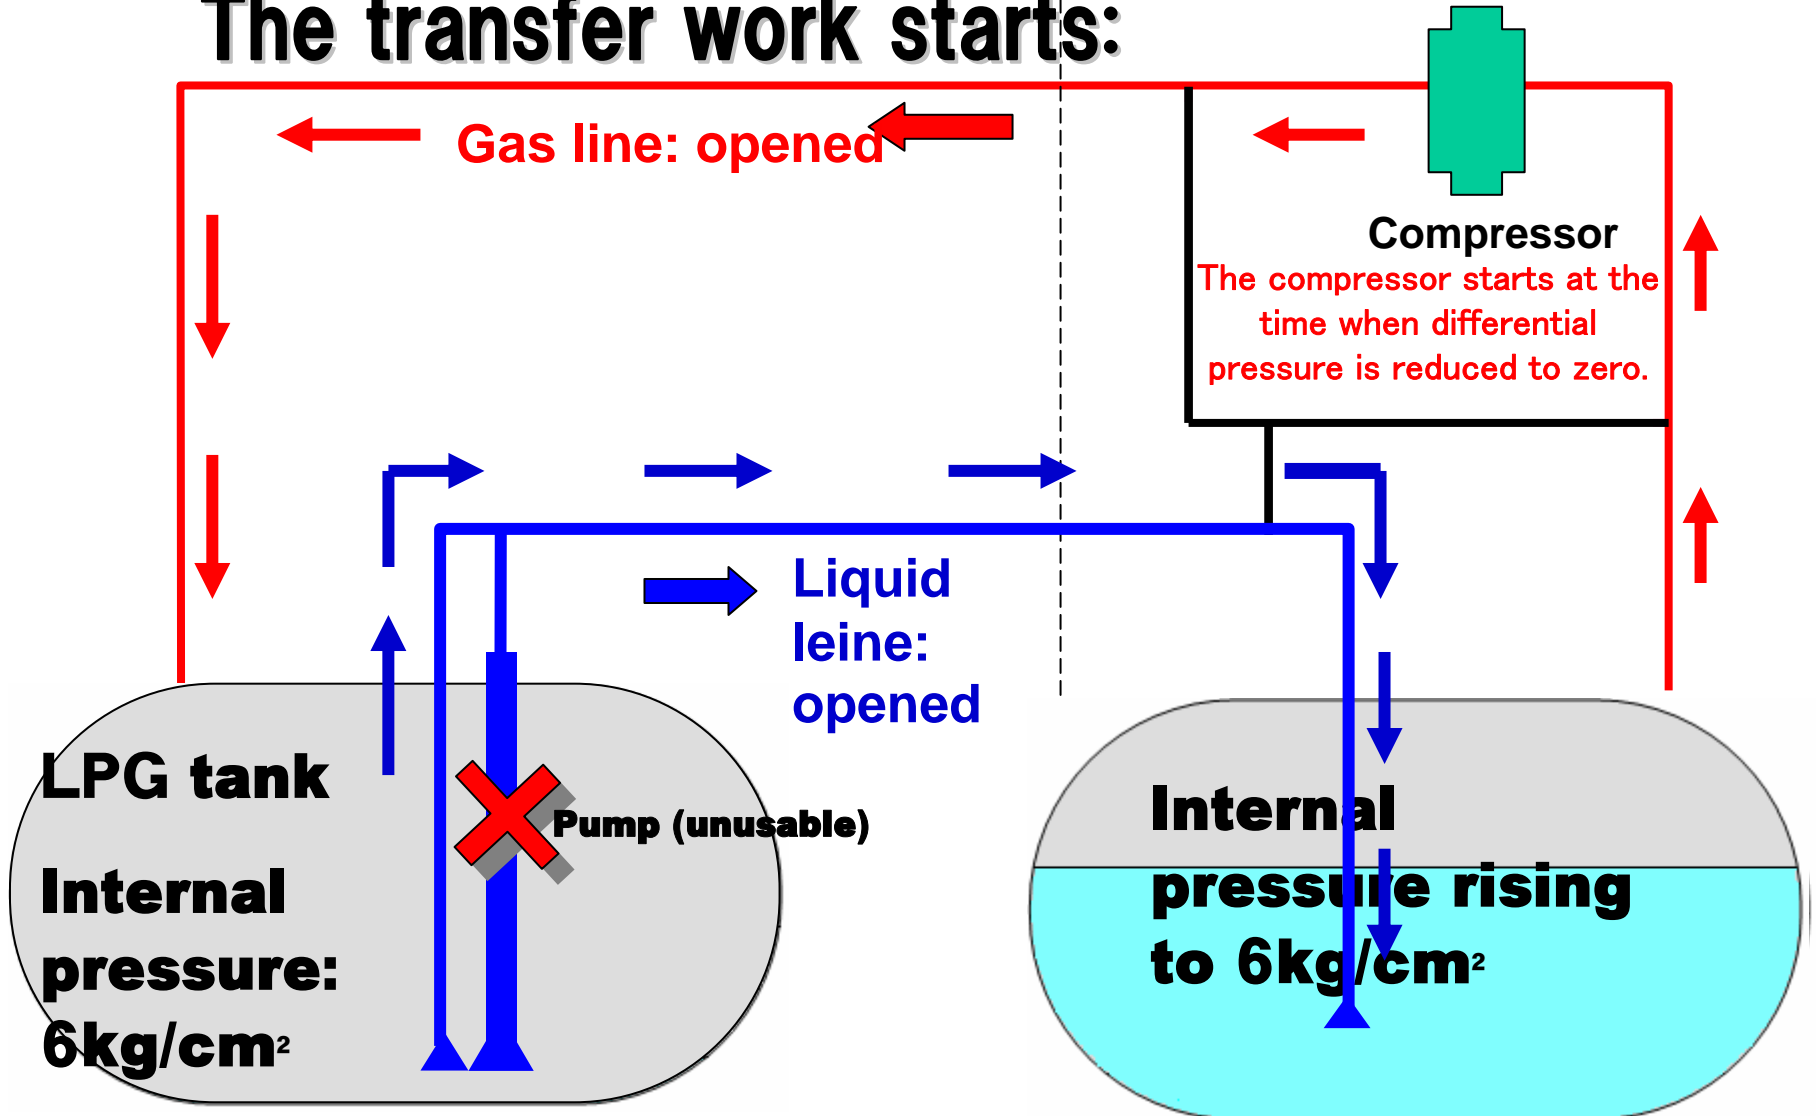 The transfer work starts:
Gas line: opened
Compressor
The compressor starts at the
time when differential
pressure is reduced to zero.
Liquid
leine:
opened
LPG tank
Pump (unusable)
Internal
pressure:
6kg/cm²
Internal
pressure rising
to 6kg/cm²